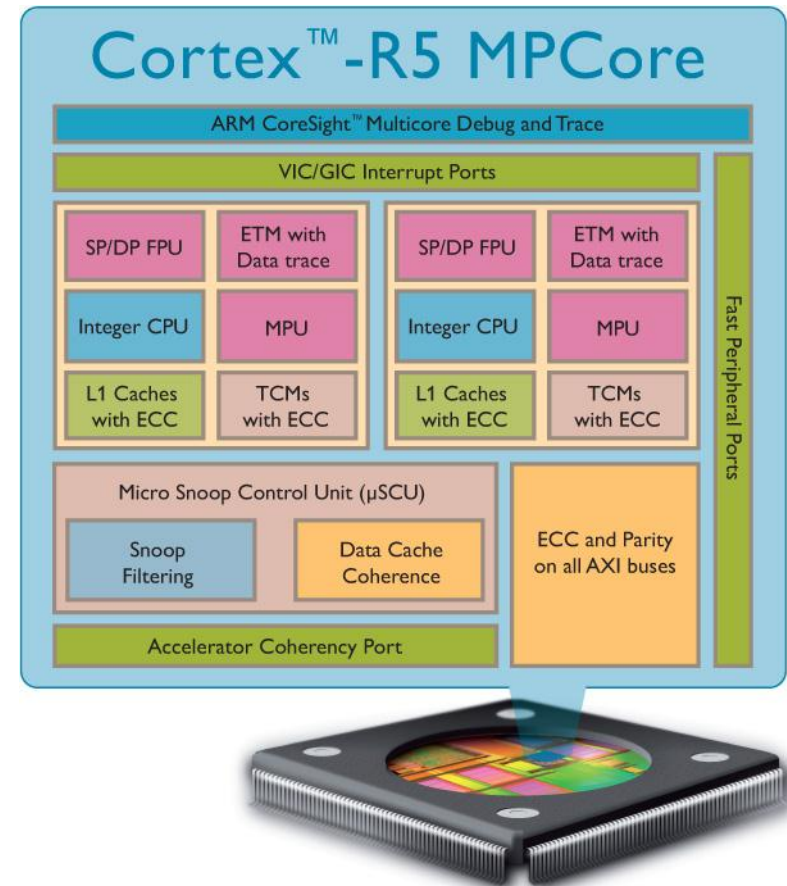 Cortex™-R5 MPCore
ARM CoreSight™ Multicore Debug and Trace
VIC/GIC Interrupt Ports
SP/DP FPU
ETM with
Data trace
Integer CPU
MPU
L1 Caches
with ECC
TCMs
with ECC
SP/DP FPU
ETM with
Data trace
Integer CPU
MPU
L1 Caches
with ECC
TCMs
with ECC
Fast Peripheral Ports
Micro Snoop Control Unit (µSCU)
Snoop
Filtering
Data Cache
Coherence
ECC and Parity
on all AXI buses
Accelerator Coherency Port